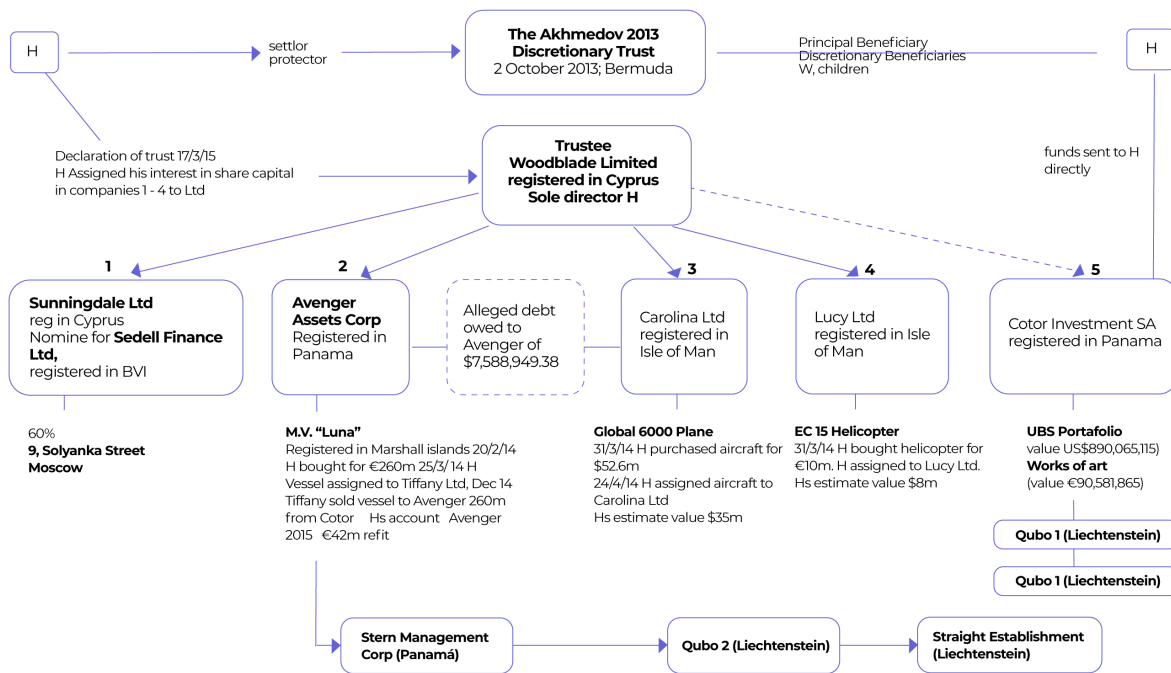 H
settlor
protector
The Akhmedov 2013
Discretionary Trust
2 October 2013; Bermuda
Principal Beneficiary
Discretionary Beneficiaries
W, children
H
Declaration of trust 17/3/15
H Assigned his interest in share capital
in companies 1 - 4 to Ltd
Trustee
Woodblade Limited
registered in Cyprus
Sole director H
funds sent to H
directly
1
Sunningdale Ltd
reg in Cyprus
Nomine for Sedell Finance
Ltd,
registered in BVI
2
Avenger
Assets Corp
Registered in
Panama
Alleged debt
owed to
Avenger of
$7,588,949.38
3
Carolina Ltd
registered in
Isle of Man
4
Lucy Ltd
registered in Isle
of Man
5
Cotor Investment SA
registered in Panama
60%
9, Solyanka Street
Moscow
M.V. “Luna”
Registered in Marshall islands 20/2/14
H bought for €260m 25/3/ 14 H
Vessel assigned to Tiffany Ltd, Dec 14
Tiffany sold vessel to Avenger 260m
from Cotor Hs account Avenger
2015 €42m refit
Global 6000 Plane
31/3/14 H purchased aircraft for
$52.6m
24/4/14 H assigned aircraft to
Carolina Ltd
Hs estimate value $35m
EC 15 Helicopter
31/3/14 H bought helicopter for
€10m. H assigned to Lucy Ltd.
Hs estimate value $8m
UBS Portafolio
value US$890,065,115)
Works of art
(value €90,581,865)
Qubo 1 (Liechtenstein)
Qubo 1 (Liechtenstein)
Stern Management
Corp (Panamá)
Qubo 2 (Liechtenstein)
Straight Establishment
(Liechtenstein)